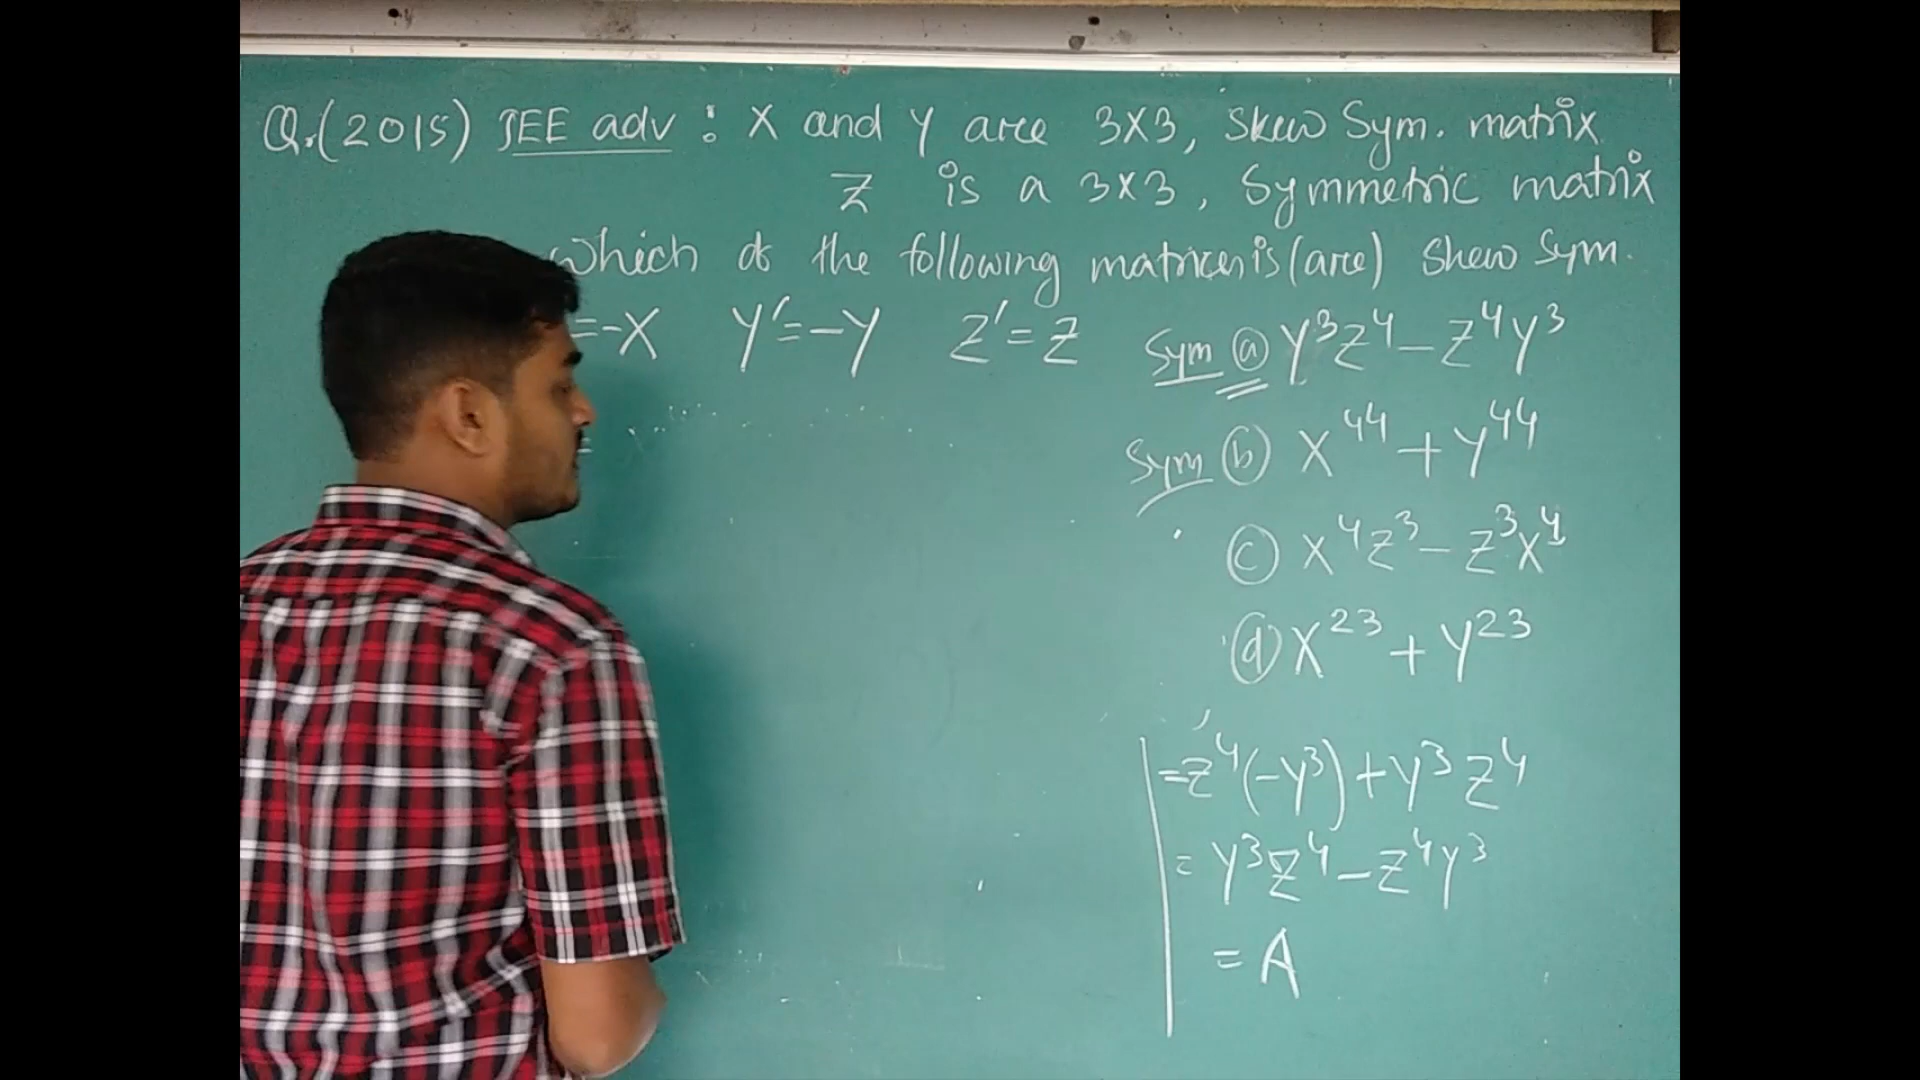 Q.(2015) JEE adv : X and Y are 3X3, Skew Sym. matrix
Z is a 3X3, Symmetric matrix
which of the following matrices is (are) Skew Sym.
=-X Y'=-Y Z'=Z
=
Sym (a) Y³Z⁴-Z⁴Y³
Sym (b) X⁴⁴+Y⁴⁴
(c) X⁴Z³-Z³X⁴
(d) X²³+Y²³
=Z⁴(-Y³)+Y³Z⁴
=Y³Z⁴-Z⁴Y³
=A